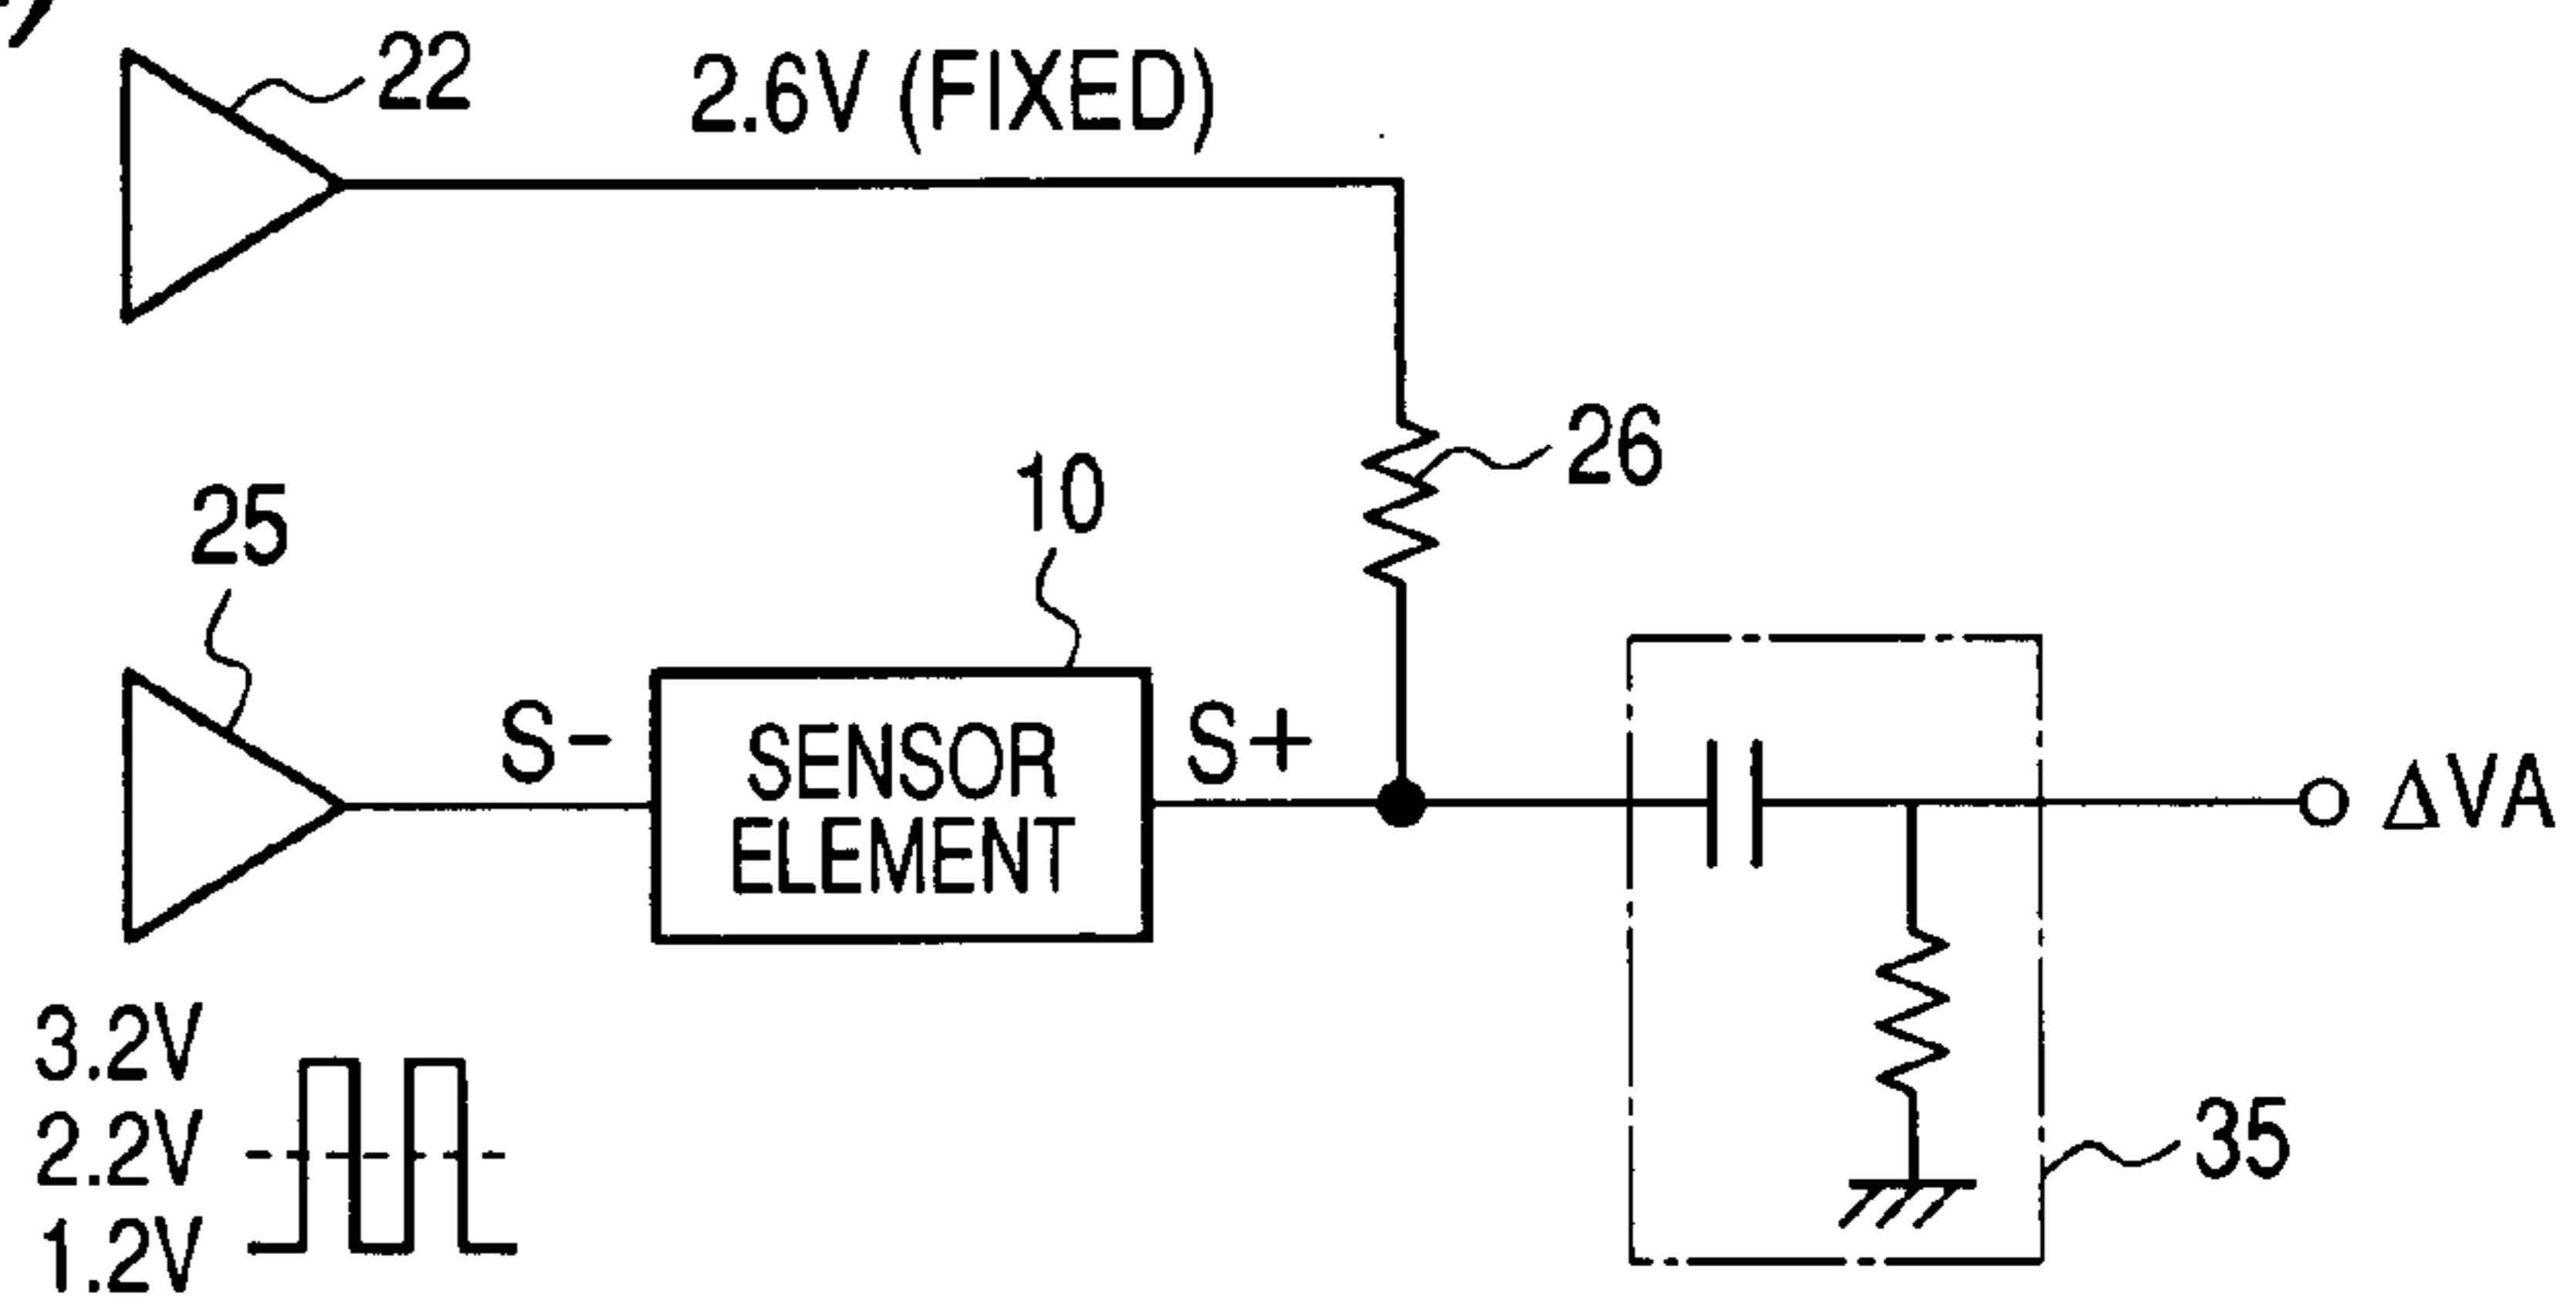 22
2.6V (FIXED)
26
10
25
S-
SENSOR
ELEMENT
S+
ΔVA
3.2V
2.2V
1.2V
35